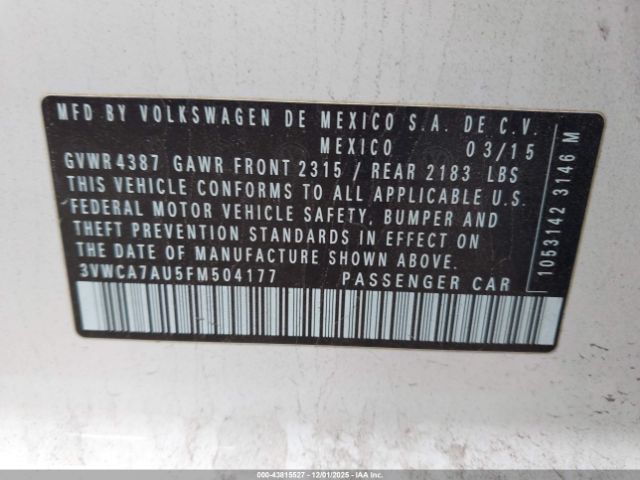 MFD BY VOLKSWAGEN DE MEXICO S.A. DE C.V.
MEXICO 03/15
GVWR 4387 GAWR FRONT 2315 / REAR 2183 LBS
THIS VEHICLE CONFORMS TO ALL APPLICABLE U.S.
FEDERAL MOTOR VEHICLE SAFETY, BUMPER AND
THEFT PREVENTION STANDARDS IN EFFECT ON
THE DATE OF MANUFACTURE SHOWN ABOVE.
3VWCA7AU5FM504177 PASSENGER CAR
1053142 3146 M
000-43815527 - 12/01/2025 - IAAI.COM